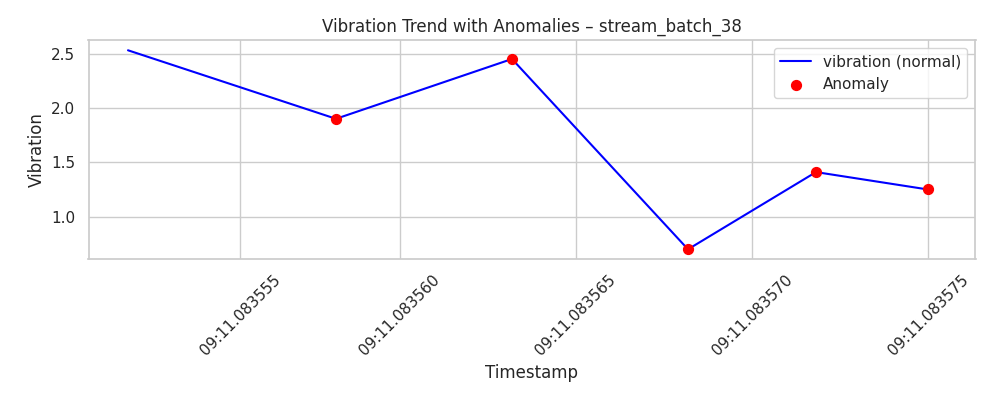 Vibration Trend with Anomalies – stream_batch_38
2.5
2.0
1.5
1.0
Vibration
vibration (normal)
Anomaly
09:11.083555
09:11.083560
09:11.083565
09:11.083570
09:11.083575
Timestamp